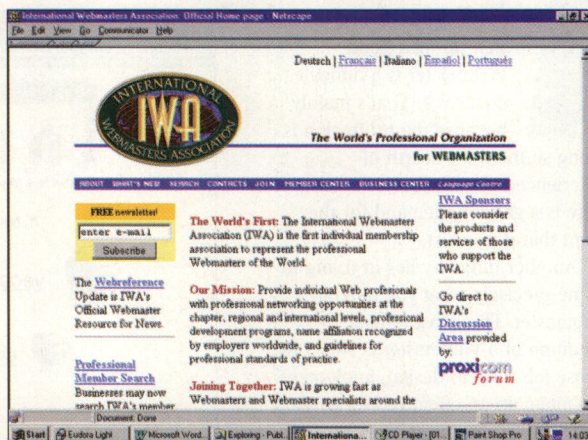 International Webmasters Association: Official Home page - Netscape
File Edit View Go Communicator Help
Deutsch | Français | Italiano | Español | Português
INTERNATIONAL
IWA
WEBMASTERS ASSOCIATION
The World's Professional Organization
for WEBMASTERS
ABOUT WHAT'S NEW SEARCH CONTACTS JOIN MEMBER CENTER BUSINESS CENTER Language Centre
FREE newsletter!
enter e-mail
Subscribe
The Webreference
Update is IWA's
Official Webmaster
Resource for News.
Professional
Member Search
Businesses may now
search IWA's member
The World's First: The International Webmasters
Association (IWA) is the first individual membership
association to represent the professional
Webmasters of the World.
Our Mission: Provide individual Web profesionals
with professional networking opportunities at the
chapter, regional and international levels, professional
development programs, name affiliation recognized
by employers worldwide, and guidelines for
professional standards of practice.
Joining Together: IWA is growing fast as
Webmasters and Webmaster specialists around the
IWA Sponsors
Please consider
the products and
services of those
who support the
IWA.
Go direct to
IWA's
Discussion
Area provided
by:
proxicom
forum
Document: Done
Start Eudora Light Microsoft Word... Exploring - Publ... Internationa... CD Player - [01... Paint Shop Pro